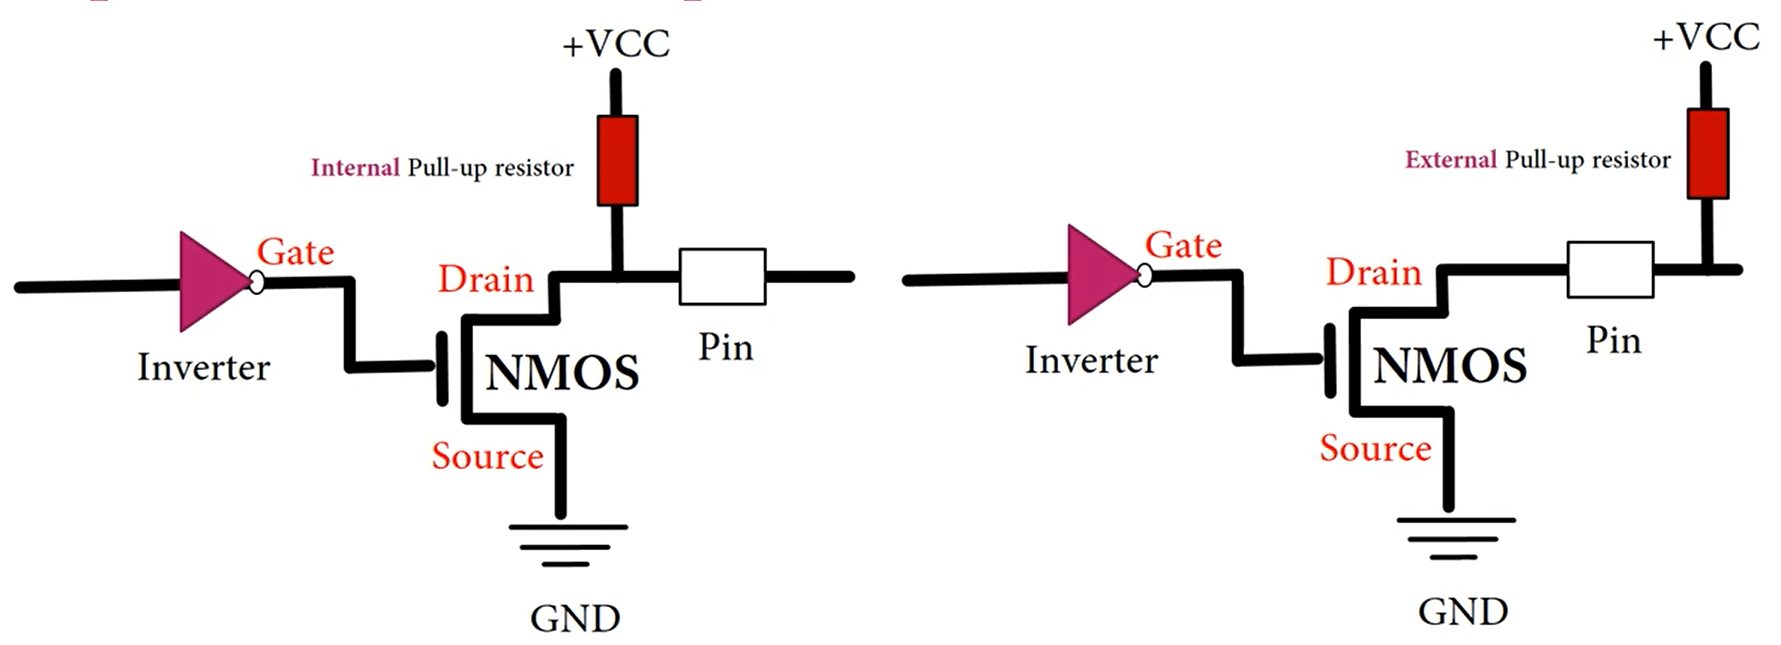 +VCC
Internal Pull-up resistor
Gate
Drain
Inverter
NMOS
Pin
Source
GND
+VCC
External Pull-up resistor
Gate
Drain
Inverter
NMOS
Pin
Source
GND